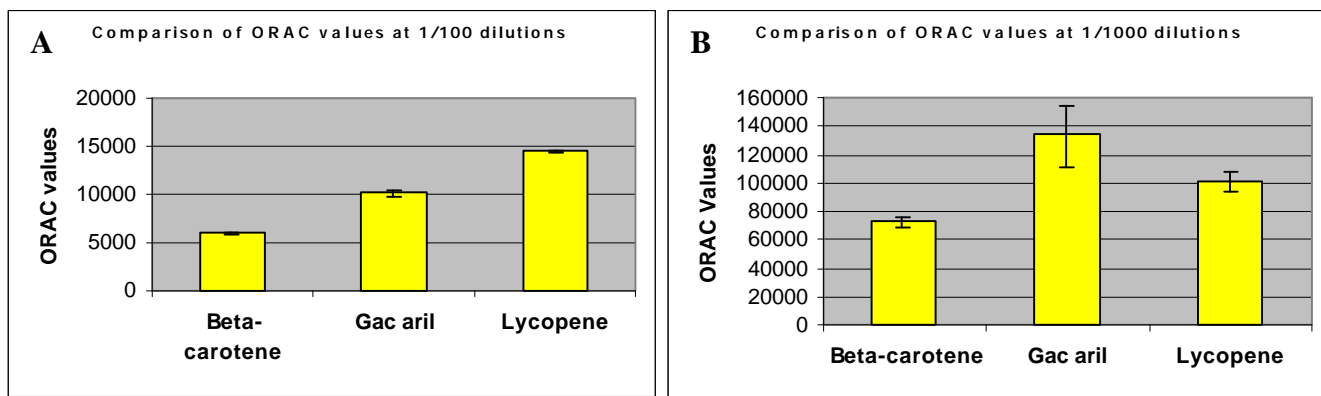 A
Comparison of ORAC values at 1/100 dilutions
ORAC values
20000
15000
10000
5000
0
Beta-
carotene
Gac aril
Lycopene
B
Comparison of ORAC values at 1/1000 dilutions
ORAC Values
160000
140000
120000
100000
80000
60000
40000
20000
0
Beta-carotene
Gac aril
Lycopene